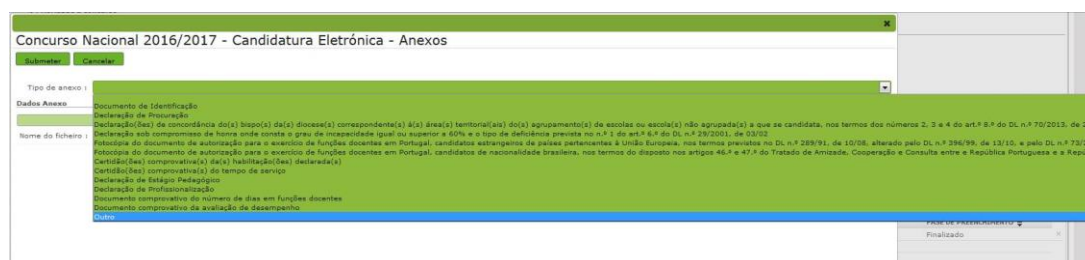 Concurso Nacional 2016/2017 - Candidatura Eletrónica - Anexos
Submeter Cancelar
Tipo de anexo :
Dados Anexo
Documento de Identificação
Declaração de Procuração
Declaração(ões) de concordância do(s) bispo(s) da(s) diocese(s) correspondente(s) à(s) área(s) territorial(ais) do(s) agrupamento(s) de escolas ou escola(s) não agrupada(s) a que se candidata, nos termos dos números 2, 3 e 4 do art.º 9.º do DL n.º 70/2013, de 2
Nome do ficheiro :
Declaração sob compromisso de honra onde consta o grau de incapacidade igual ou superior a 60% e o tipo de deficiência prevista no n.º 1 do art.º 6.º do DL n.º 29/2001, de 03/02
Fotocópia do documento de autorização para o exercício de funções docentes em Portugal, candidatos estrangeiros de países pertencentes à União Europeia, nos termos previstos no DL n.º 289/91, de 10/08, alterado pelo DL n.º 396/99, de 13/10, e pelo DL n.º 73/
Fotocópia do documento de autorização para o exercício de funções docentes em Portugal, candidatos de nacionalidade brasileira, nos termos do disposto nos artigos 46.º e 47.º do Tratado de Amizade, Cooperação e Consulta entre e República Portuguesa e a Repú
Certidão(ões) comprovativa(s) da(s) habilitação(ões) declarada(s)
Certidão(ões) comprovativa(s) do tempo de serviço
Declaração de Estágio Pedagógico
Declaração de Profissionalização
Documento comprovativo do número de dias em funções docentes
Documento comprovativo da avaliação de desempenho
Outro
FASE DE PREENCHIMENTO
Finalizado